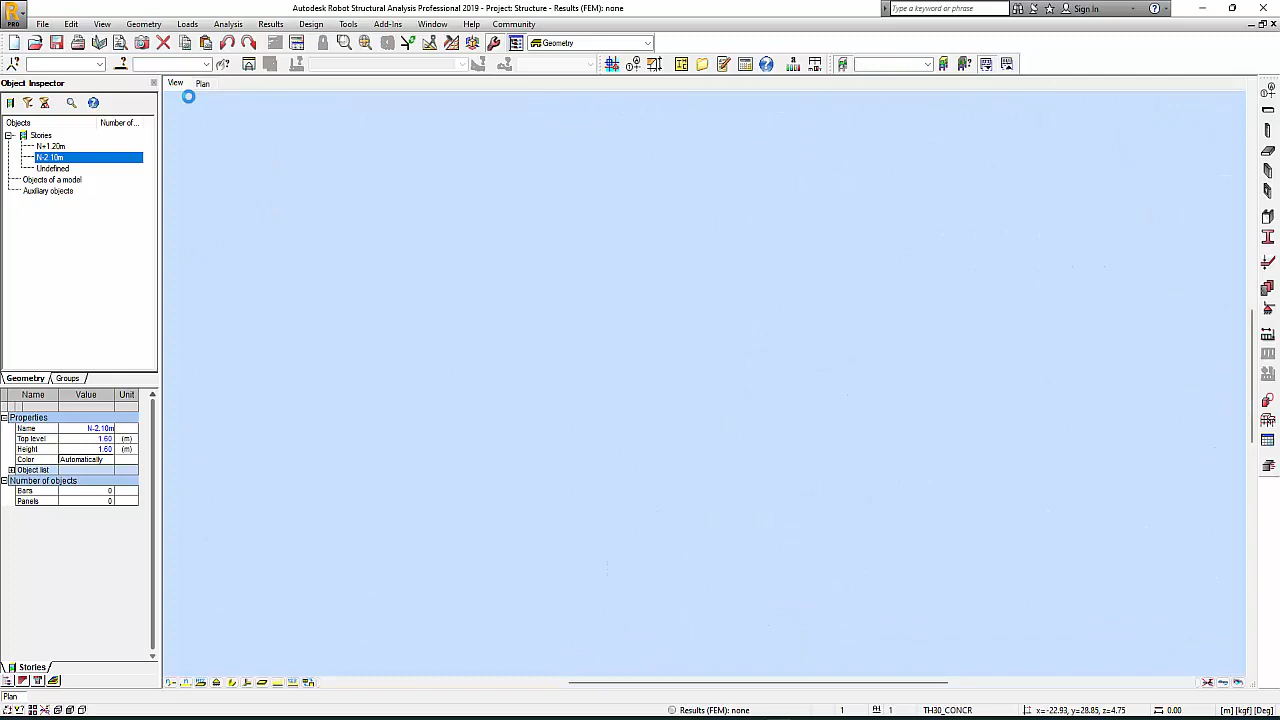 Autodesk Robot Structural Analysis Professional 2019 - Project: Structure - Results (FEM): none
Type a keyword or phrase
Sign In
PRO
File Edit View Geometry Loads Analysis Results Design Tools Add-Ins Window Help Community
Geometry
Object Inspector
View Plan
Objects Number of...
Stories
N+1.20m
N-2.10m
Undefined
Objects of a model
Auxiliary objects
Geometry Groups
Name Value Unit
Properties
Name N-2.10m
Top level 1.60 (m)
Height 1.60 (m)
Color Automatically
Object list
Number of objects
Bars 0
Panels 0
Stories
Plan
Results (FEM): none 1 1 TH30_CONCR x=-22.93, y=28.85, z=4.75 0.00 [m] [kgf] [Deg]